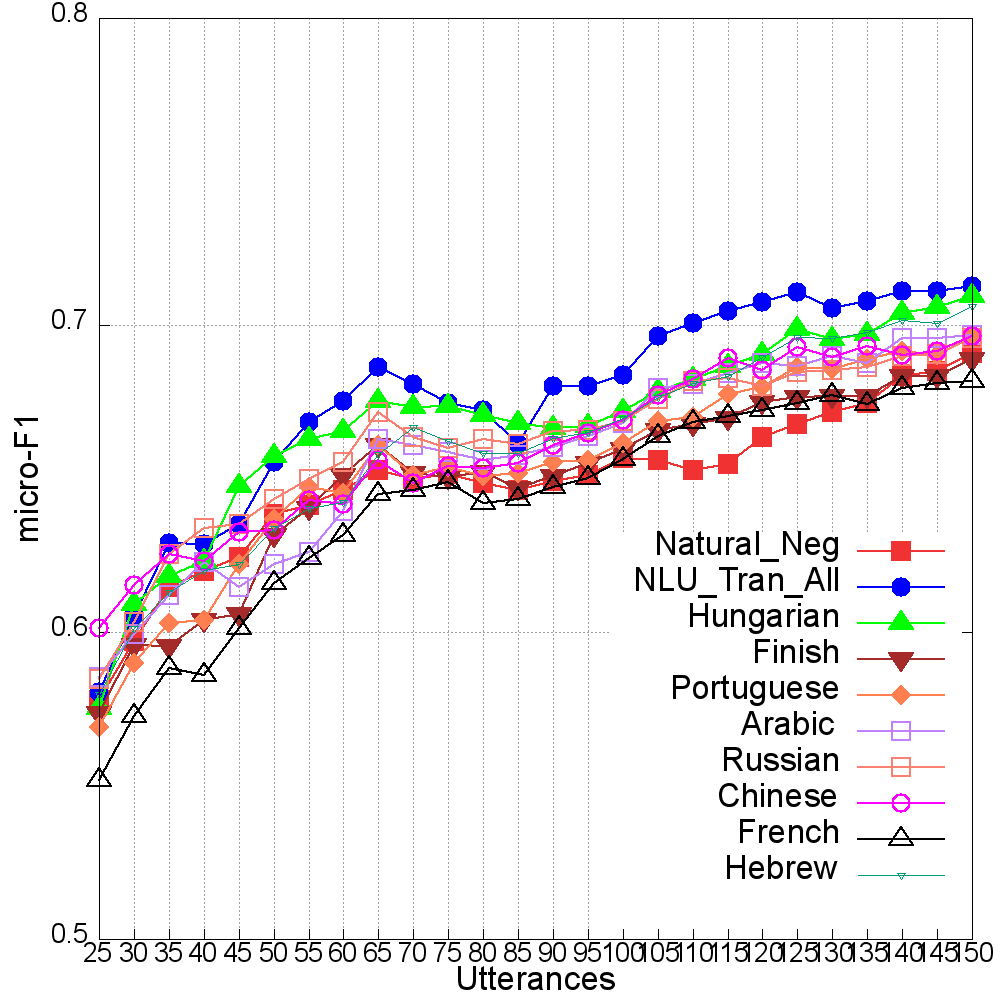 0.8
0.7
0.6
0.5
micro-F1
Natural_Neg
NLU_Tran_All
Hungarian
Finish
Portuguese
Arabic
Russian
Chinese
French
Hebrew
25 30 35 40 45 50 55 60 65 70 75 80 85 90 95 100 105 110 115 120 125 130 135 140 145 150
Utterances